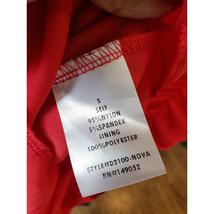 S
SELF
95%NYLON
5%SPANDEX
LINING
100%POLYESTER
STYLE#D3100-NOVA
RN#149052